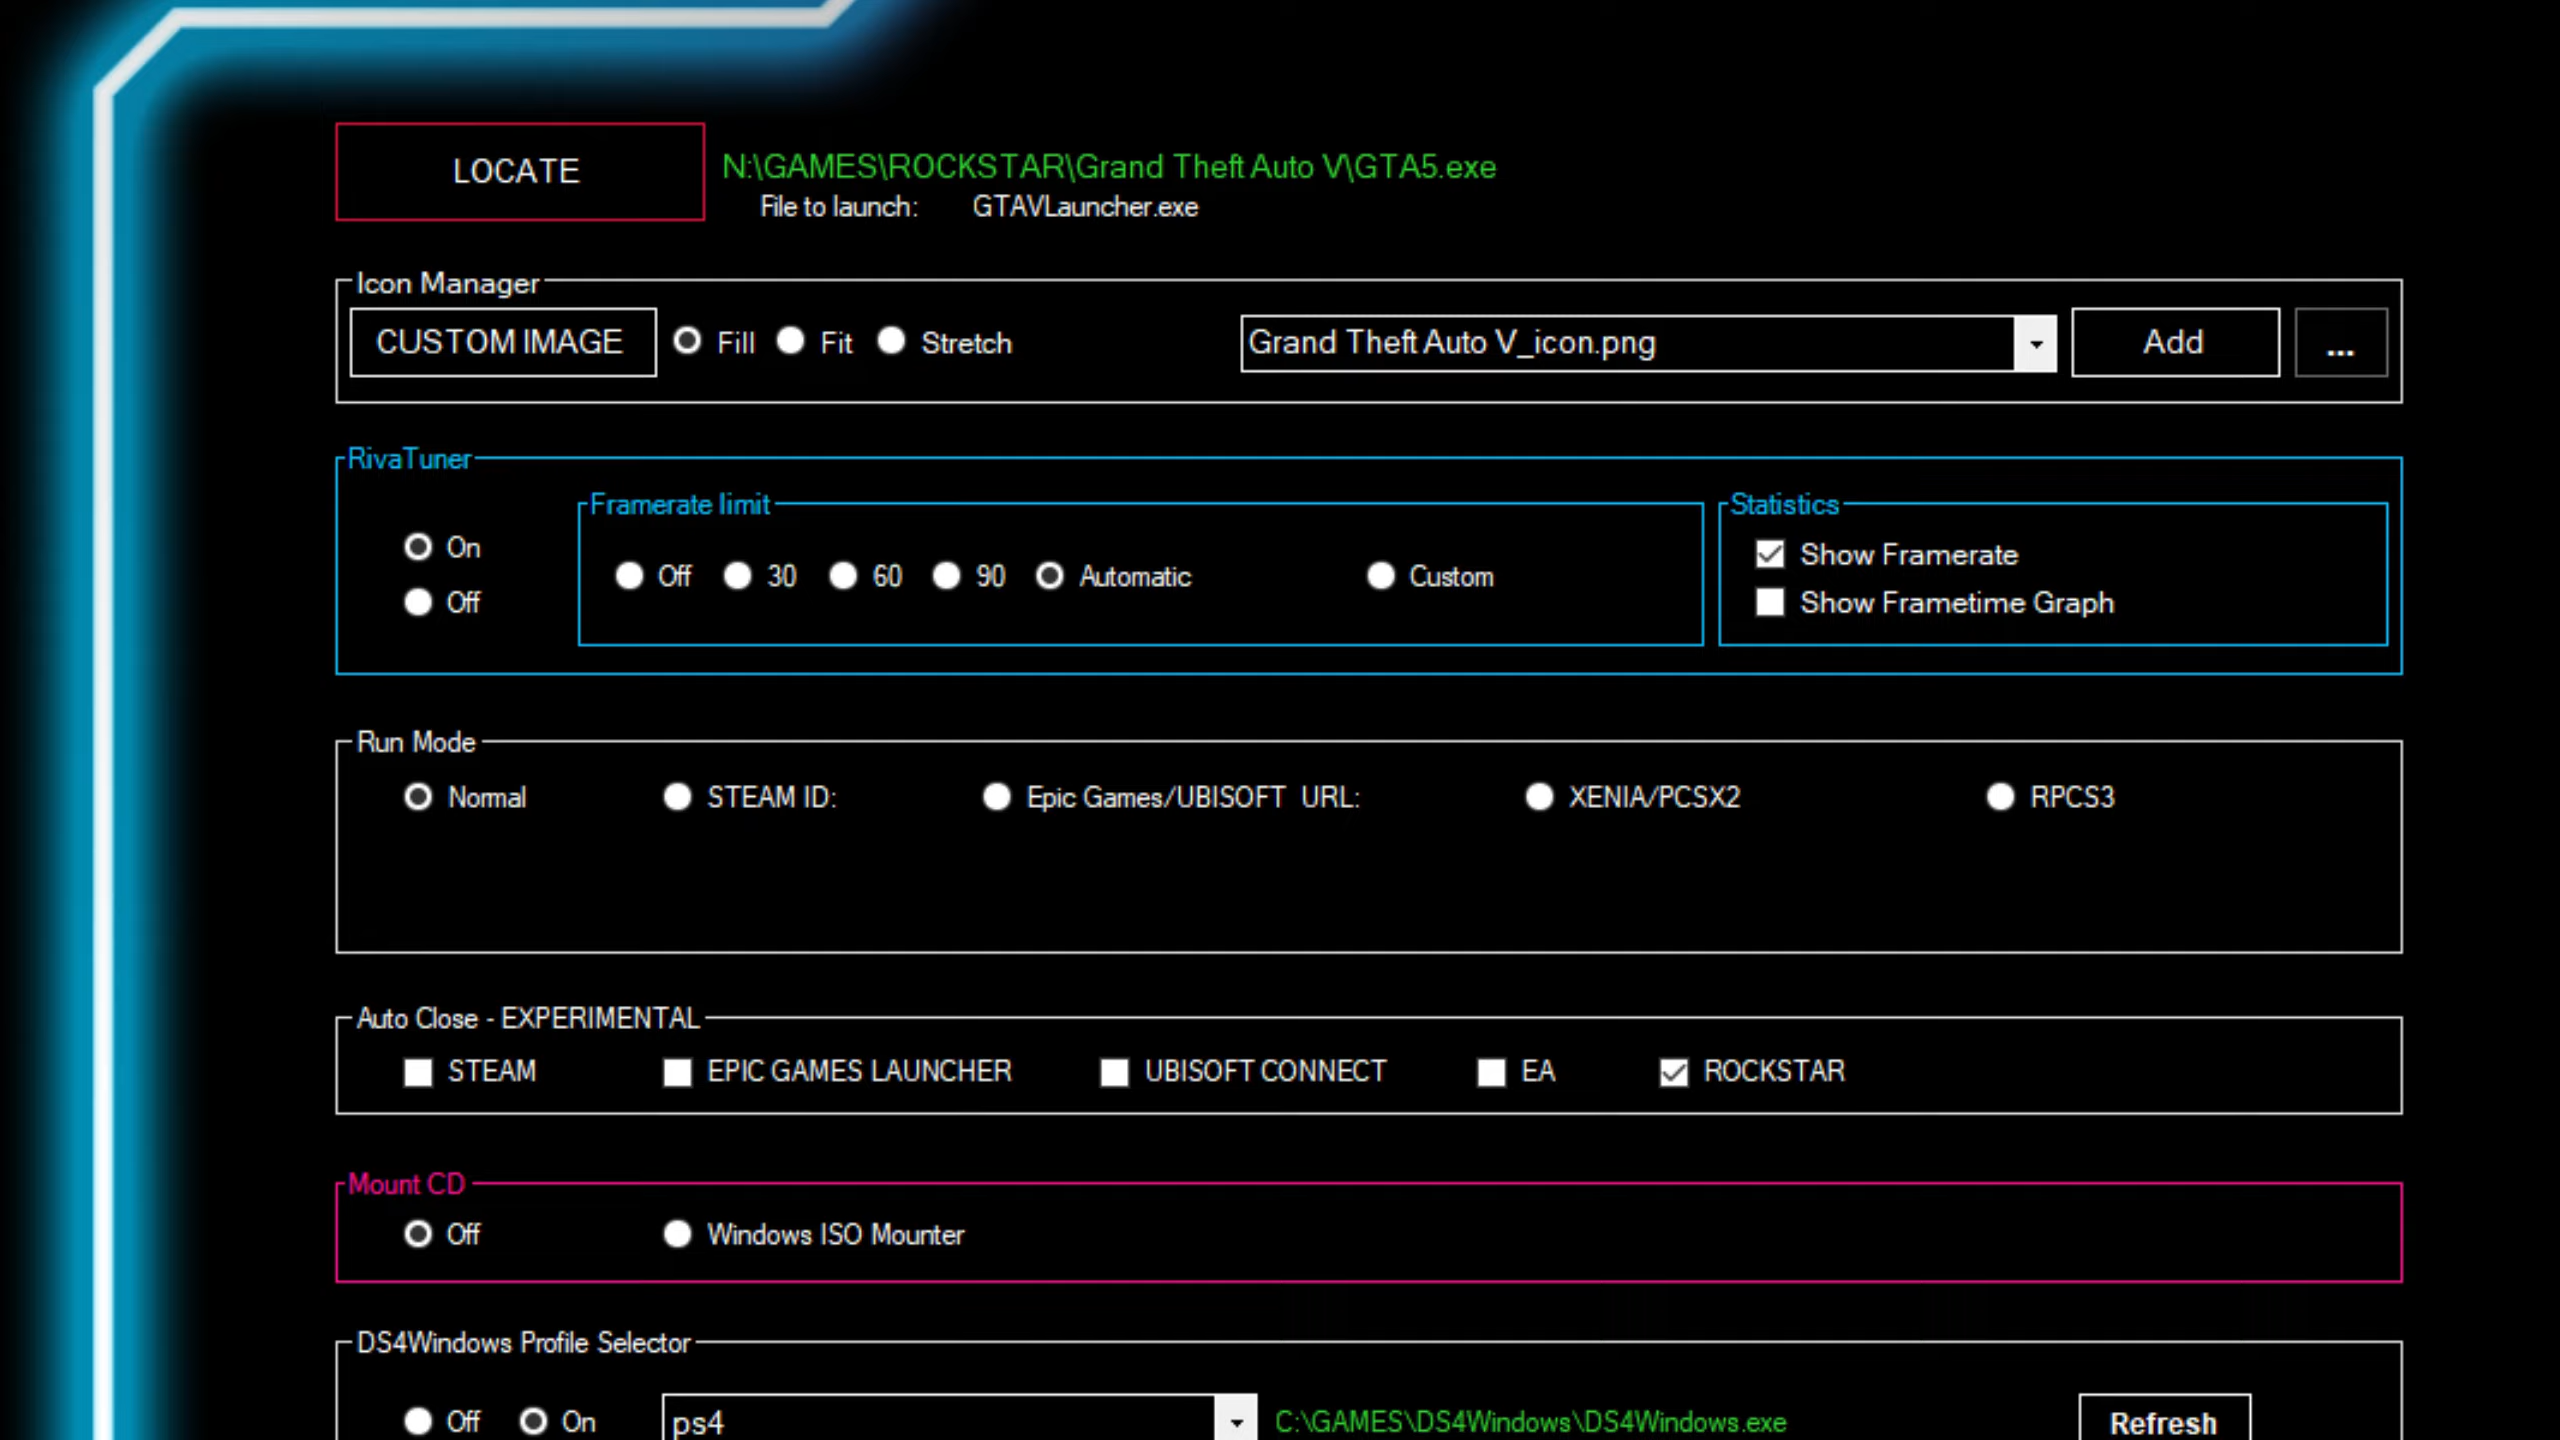 LOCATE N:\GAMES\ROCKSTAR\Grand Theft Auto V\GTA5.exe
File to launch: GTAVLauncher.exe
Icon Manager
CUSTOM IMAGE Fill Fit Stretch Grand Theft Auto V_icon.png Add ...
RivaTuner
Framerate limit Statistics
On Off 30 60 90 Automatic Custom Show Framerate
Off Show Frametime Graph
Run Mode
Normal STEAM ID: Epic Games/UBISOFT URL: XENIA/PCSX2 RPCS3
Auto Close - EXPERIMENTAL
STEAM EPIC GAMES LAUNCHER UBISOFT CONNECT EA ROCKSTAR
Mount CD
Off Windows ISO Mounter
DS4Windows Profile Selector
Off On ps4 C:\GAMES\DS4Windows\DS4Windows.exe Refresh